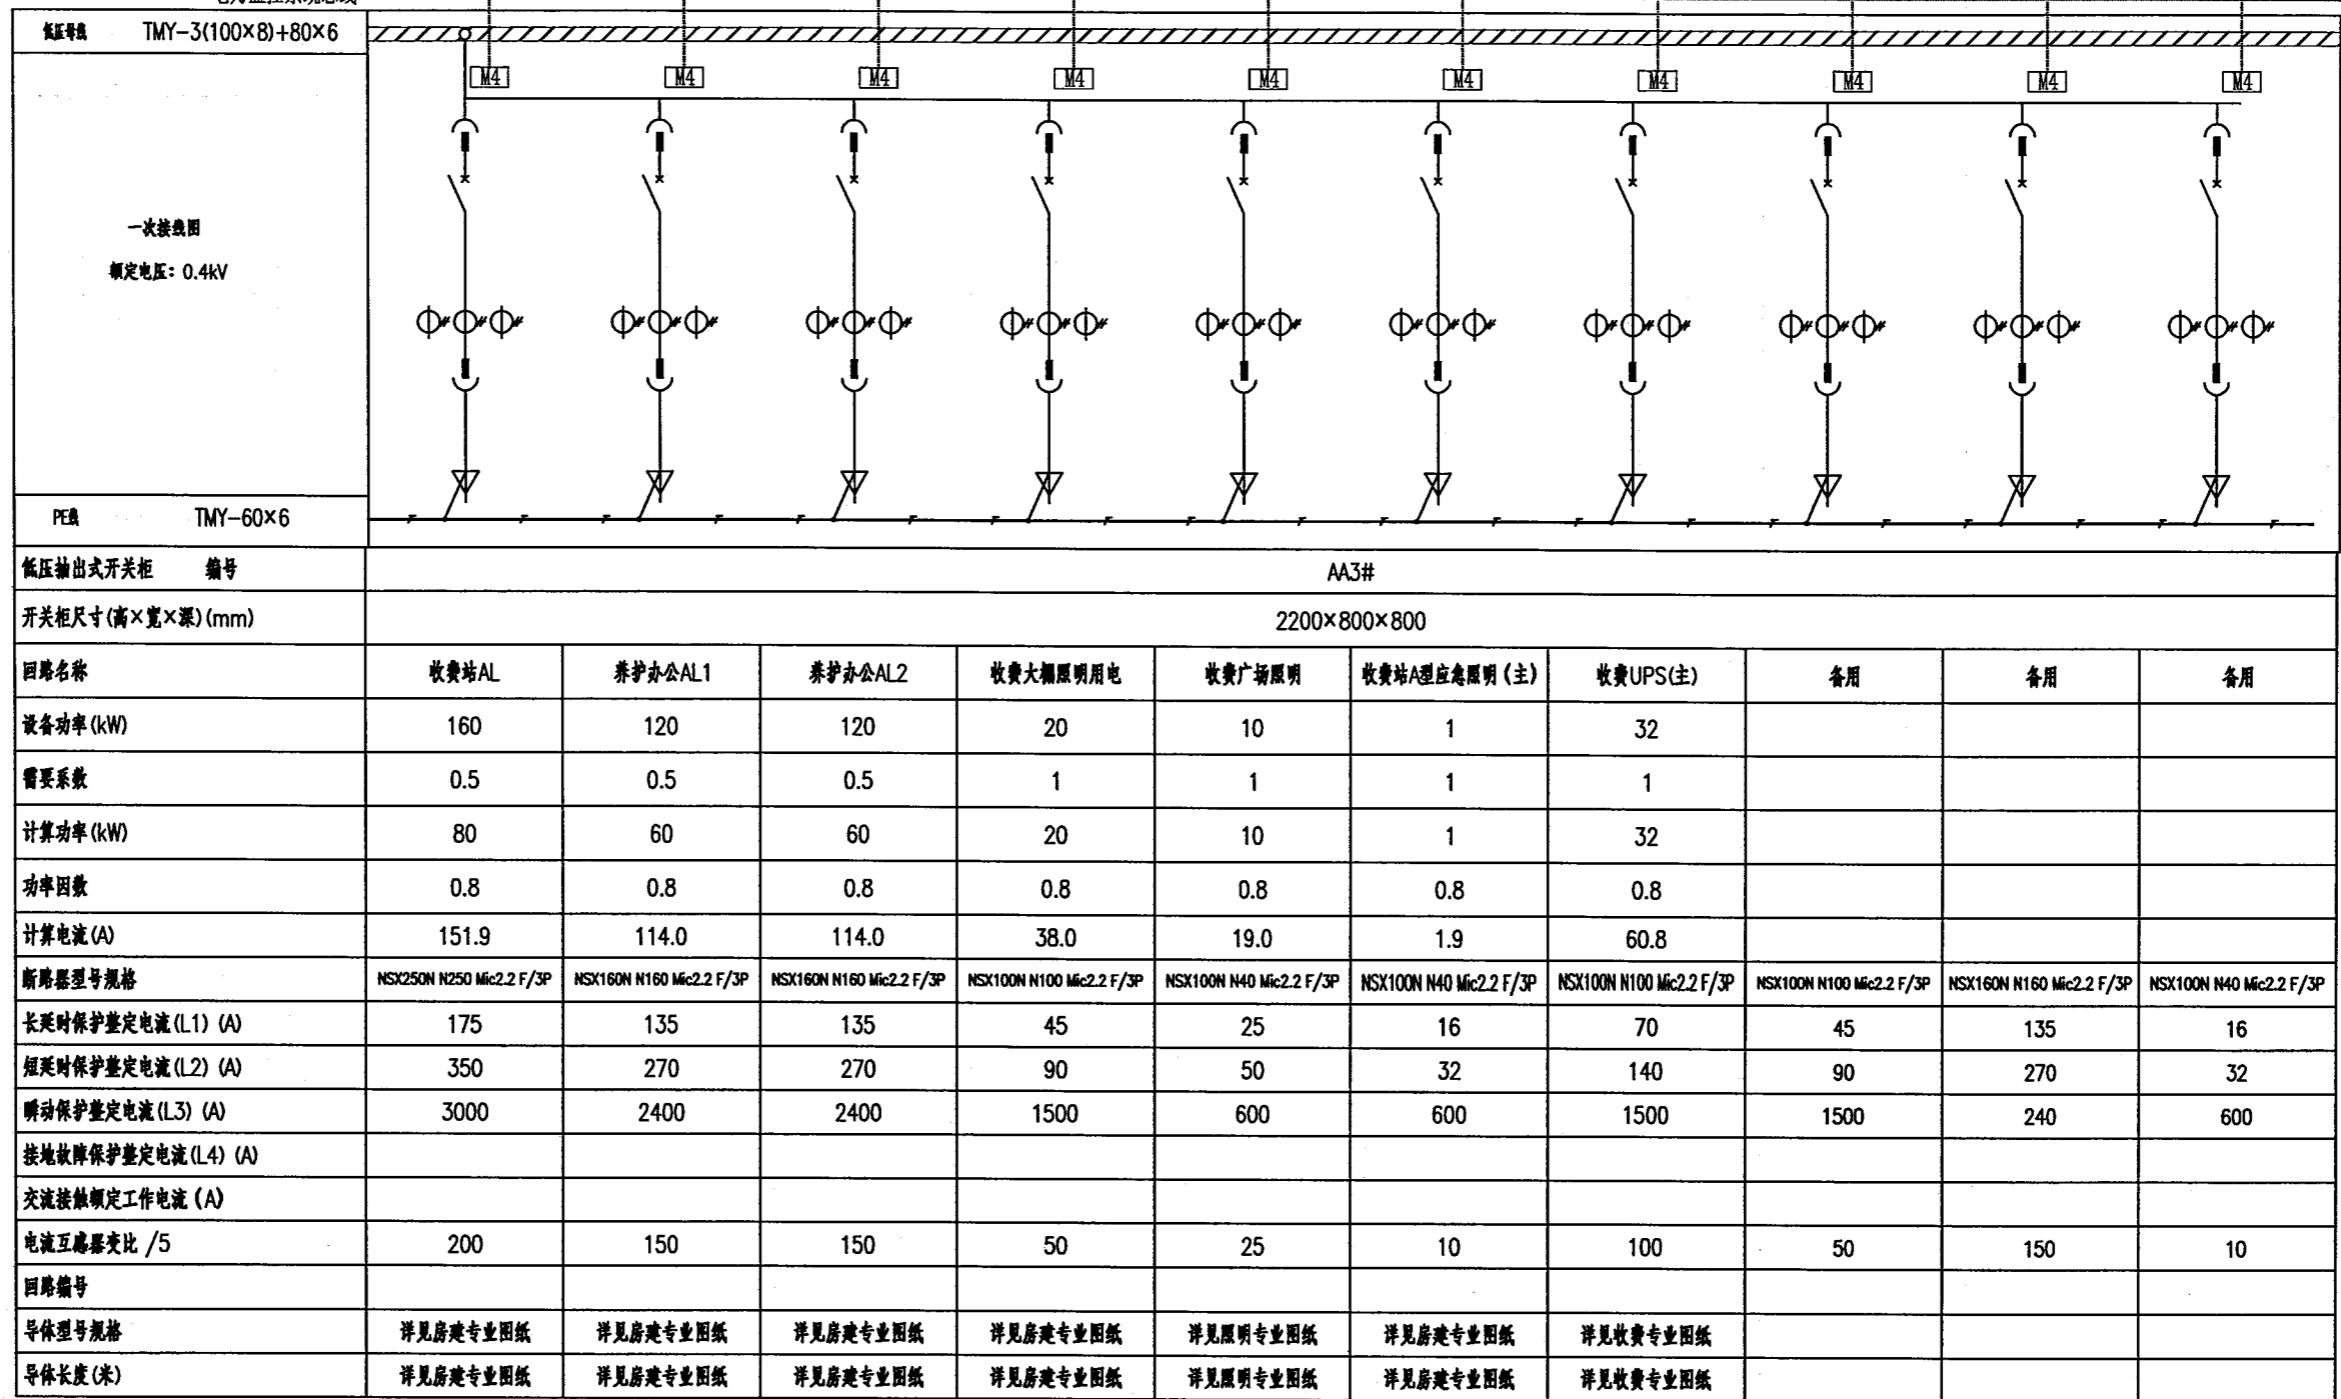 低压母线 TMY-3(100×8)+80×6
M4 M4 M4 M4 M4 M4 M4 M4 M4 M4
一次接线图
额定电压：0.4kV
PE线 TMY-60×6
低压抽出式开关柜 编号 AA3#
开关柜尺寸(高×宽×深)(mm) 2200×800×800
回路名称 收费站AL 养护办公AL1 养护办公AL2 收费大棚照明用电 收费广场照明 收费站A型应急照明(主) 收费UPS(主) 备用 备用 备用
设备功率(kW) 160 120 120 20 10 1 32
需要系数 0.5 0.5 0.5 1 1 1 1
计算功率(kW) 80 60 60 20 10 1 32
功率因数 0.8 0.8 0.8 0.8 0.8 0.8 0.8
计算电流(A) 151.9 114.0 114.0 38.0 19.0 1.9 60.8
断路器型号规格 NSX250N N250 Mic2.2 F/3P NSX160N N160 Mic2.2 F/3P NSX160N N160 Mic2.2 F/3P NSX100N N100 Mic2.2 F/3P NSX100N N40 Mic2.2 F/3P NSX100N N40 Mic2.2 F/3P NSX100N N100 Mic2.2 F/3P NSX100N N100 Mic2.2 F/3P NSX160N N160 Mic2.2 F/3P NSX100N N40 Mic2.2 F/3P
长延时保护整定电流(L1) (A) 175 135 135 45 25 16 70 45 135 16
短延时保护整定电流(L2) (A) 350 270 270 90 50 32 140 90 270 32
瞬动保护整定电流(L3) (A) 3000 2400 2400 1500 600 600 1500 1500 240 600
接地故障保护整定电流(L4) (A)
交流接触额定工作电流(A)
电流互感器变比 /5 200 150 150 50 25 10 100 50 150 10
回路编号
导体型号规格 详见房建专业图纸 详见房建专业图纸 详见房建专业图纸 详见房建专业图纸 详见照明专业图纸 详见房建专业图纸 详见收费专业图纸
导体长度(米) 详见房建专业图纸 详见房建专业图纸 详见房建专业图纸 详见房建专业图纸 详见照明专业图纸 详见房建专业图纸 详见收费专业图纸